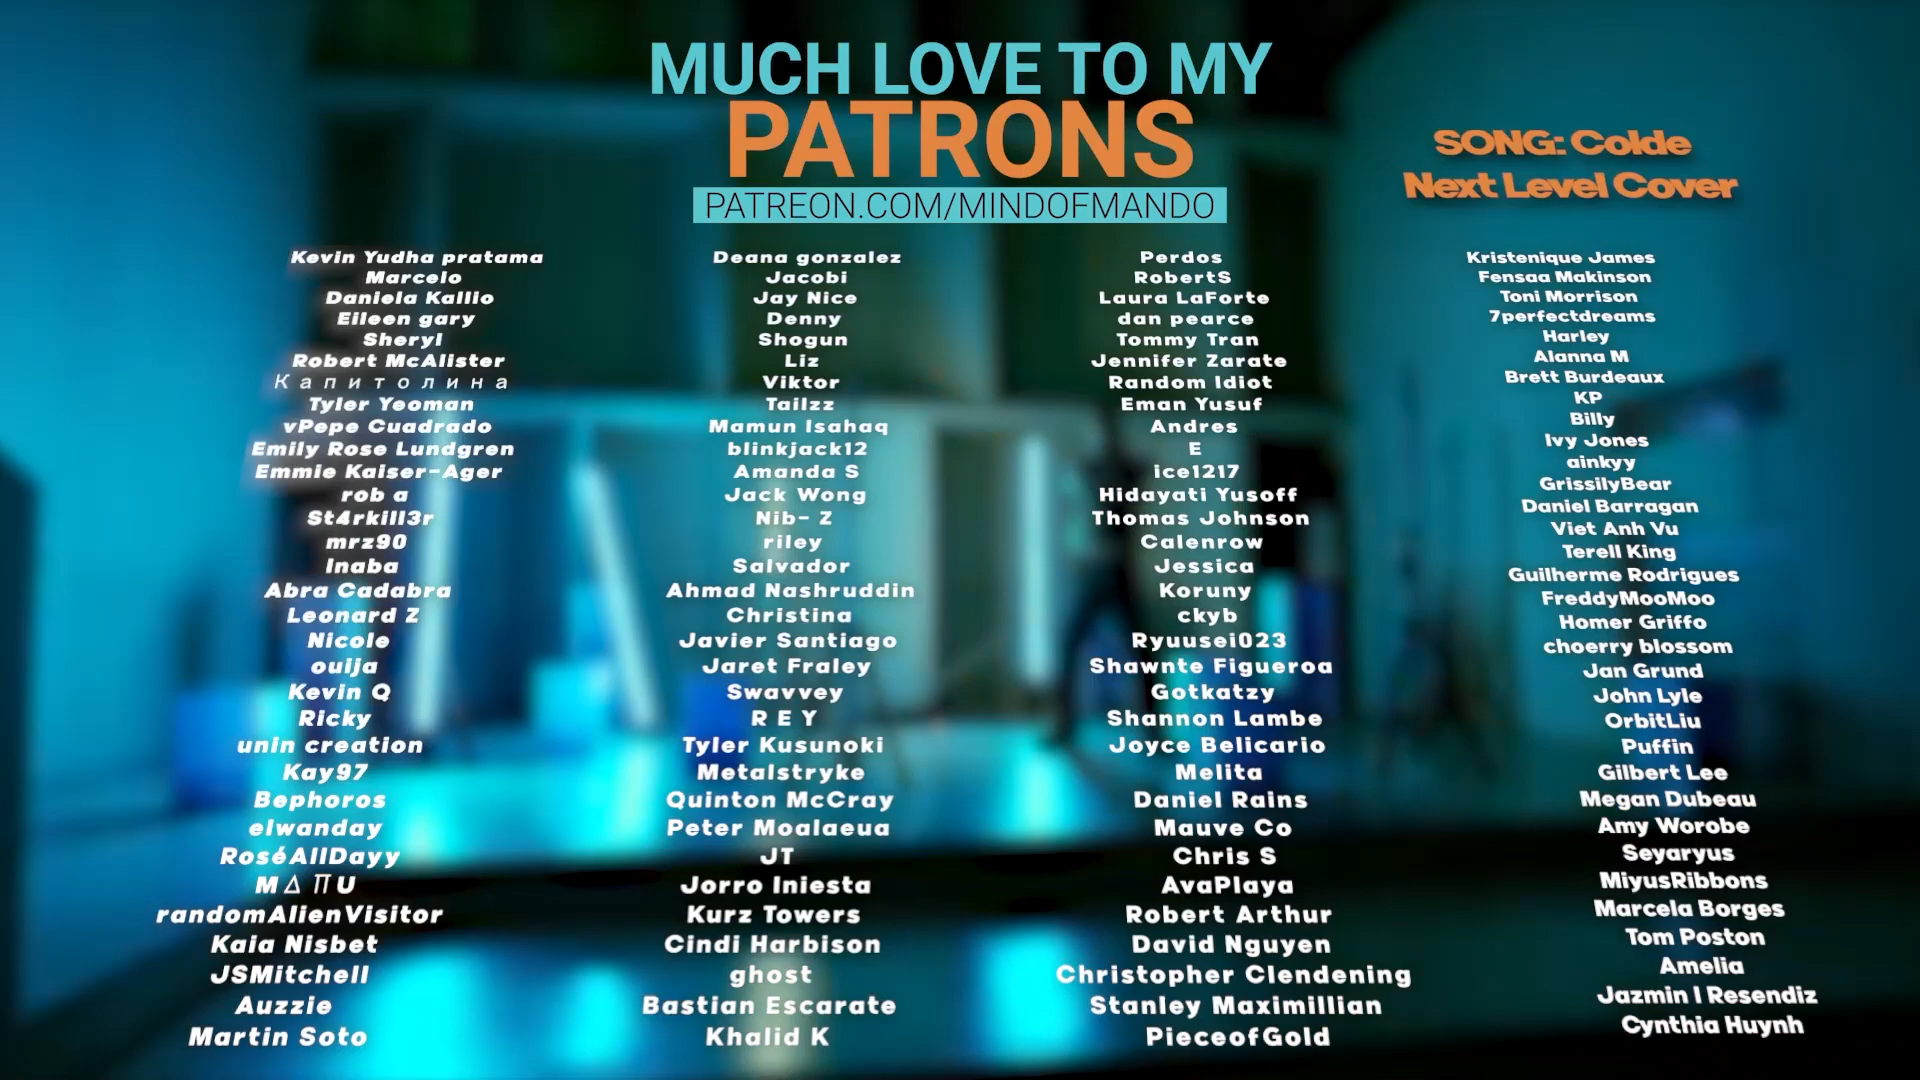 MUCH LOVE TO MY
PATRONS
PATREON.COM/MINDOFMANDO
SONG: Colde
Next Level Cover
Kevin Yudha pratama
Marcelo
Daniela Kallio
Eileen gary
Sheryl
Robert McAlister
Капитолина
Tyler Yeoman
vPepe Cuadrado
Emily Rose Lundgren
Emmie Kaiser-Ager
rob a
St4rkill3r
mrz90
Inaba
Abra Cadabra
Leonard Z
Nicole
ouija
Kevin Q
Ricky
unin creation
Kay97
Bephoros
elwanday
RoséAllDayy
M Δ ∏ U
randomAlienVisitor
Kaia Nisbet
JSMitchell
Auzzie
Martin Soto
Deana gonzalez
Jacobi
Jay Nice
Denny
Shogun
Liz
Viktor
Tailzz
Mamun Isahaq
blinkjack12
Amanda S
Jack Wong
Nib- Z
riley
Salvador
Ahmad Nashruddin
Christina
Javier Santiago
Jaret Fraley
Swavvey
R E Y
Tyler Kusunoki
Metalstryke
Quinton McCray
Peter Moalaeua
JT
Jorro Iniesta
Kurz Towers
Cindi Harbison
ghost
Bastian Escarate
Khalid K
Perdos
RobertS
Laura LaForte
dan pearce
Tommy Tran
Jennifer Zarate
Random Idiot
Eman Yusuf
Andres
E
ice1217
Hidayati Yusoff
Thomas Johnson
Calenrow
Jessica
Koruny
ckyb
Ryuusei023
Shawnte Figueroa
Gotkatzy
Shannon Lambe
Joyce Belicario
Melita
Daniel Rains
Mauve Co
Chris S
AvaPlaya
Robert Arthur
David Nguyen
Christopher Clendening
Stanley Maximillian
PieceofGold
Kristenique James
Fensaa Makinson
Toni Morrison
7perfectdreams
Harley
Alanna M
Brett Burdeaux
KP
Billy
Ivy Jones
ainkyy
GrissilyBear
Daniel Barragan
Viet Anh Vu
Terell King
Guilherme Rodrigues
FreddyMooMoo
Homer Griffo
choerry blossom
Jan Grund
John Lyle
OrbitLiu
Puffin
Gilbert Lee
Megan Dubeau
Amy Worobe
Seyaryus
MiyusRibbons
Marcela Borges
Tom Poston
Amelia
Jazmin I Resendiz
Cynthia Huynh